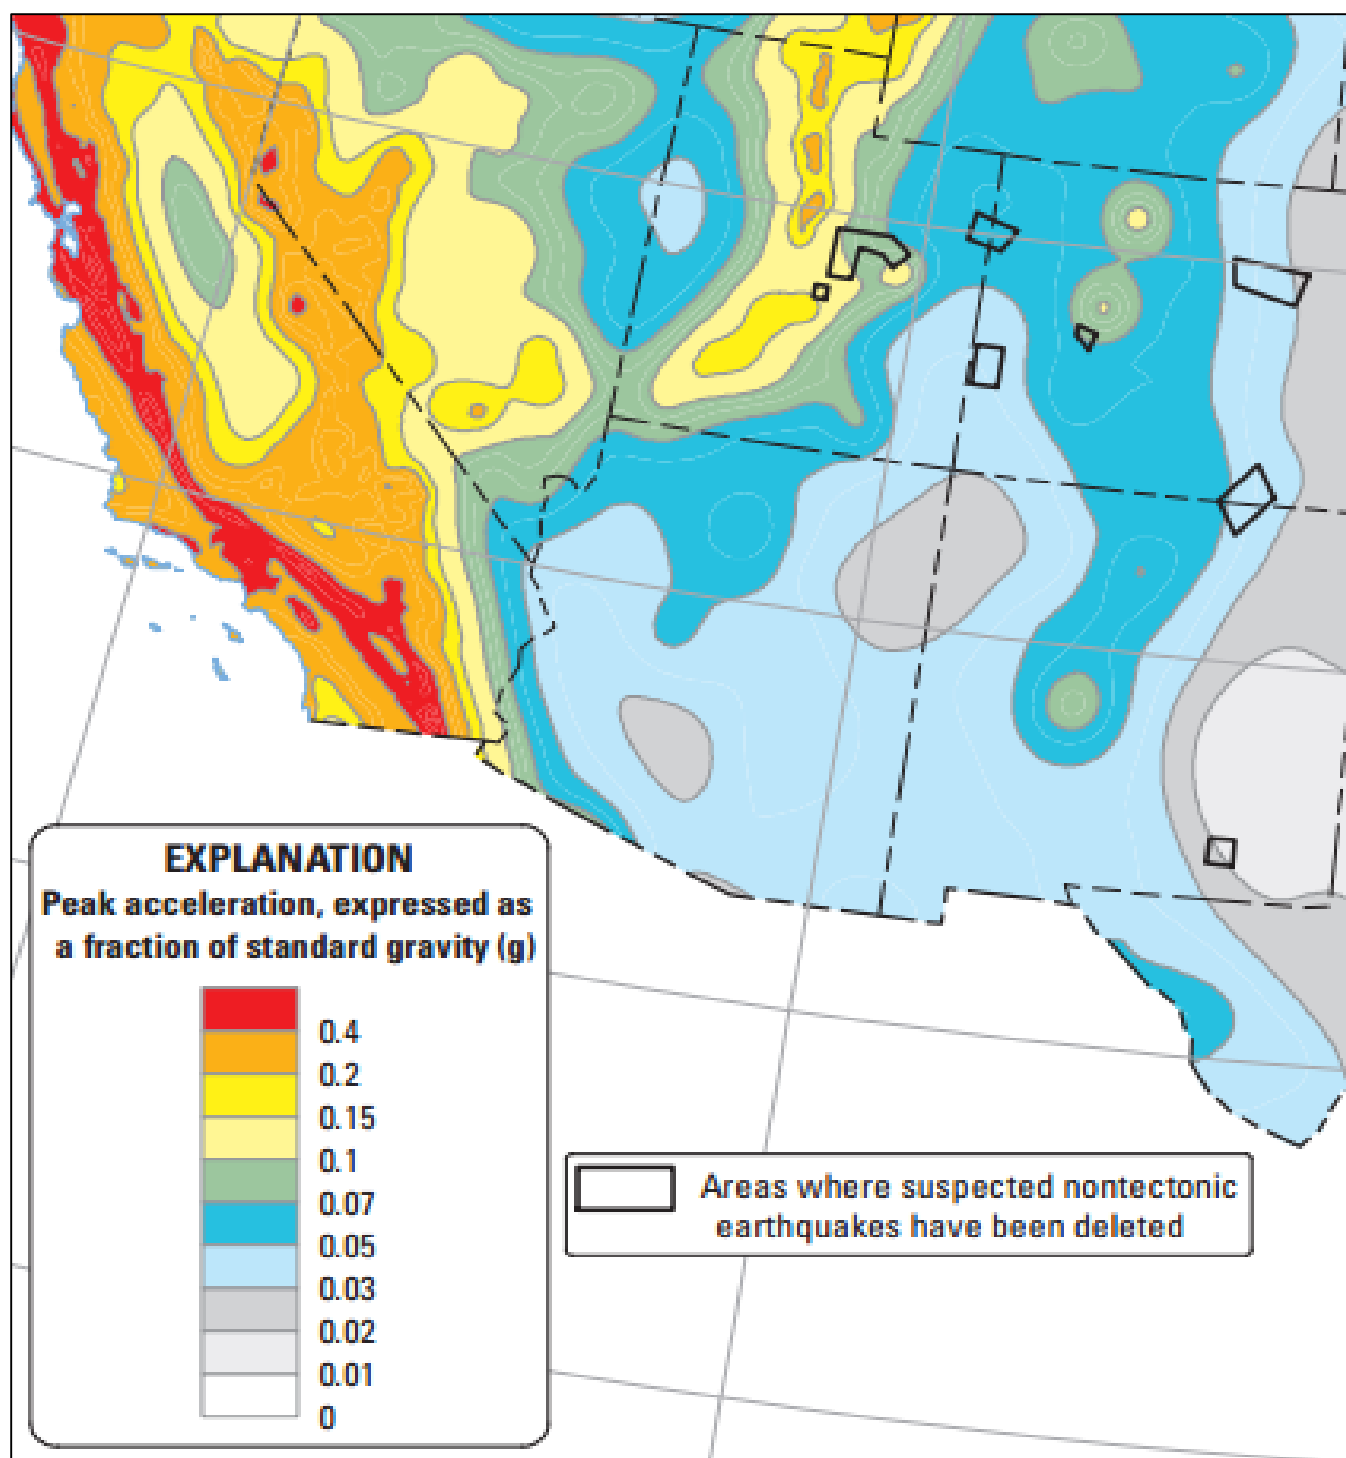 EXPLANATION
Peak acceleration, expressed as
a fraction of standard gravity (g)
0.4
0.2
0.15
0.1
0.07
0.05
0.03
0.02
0.01
0
Areas where suspected nontectonic
earthquakes have been deleted